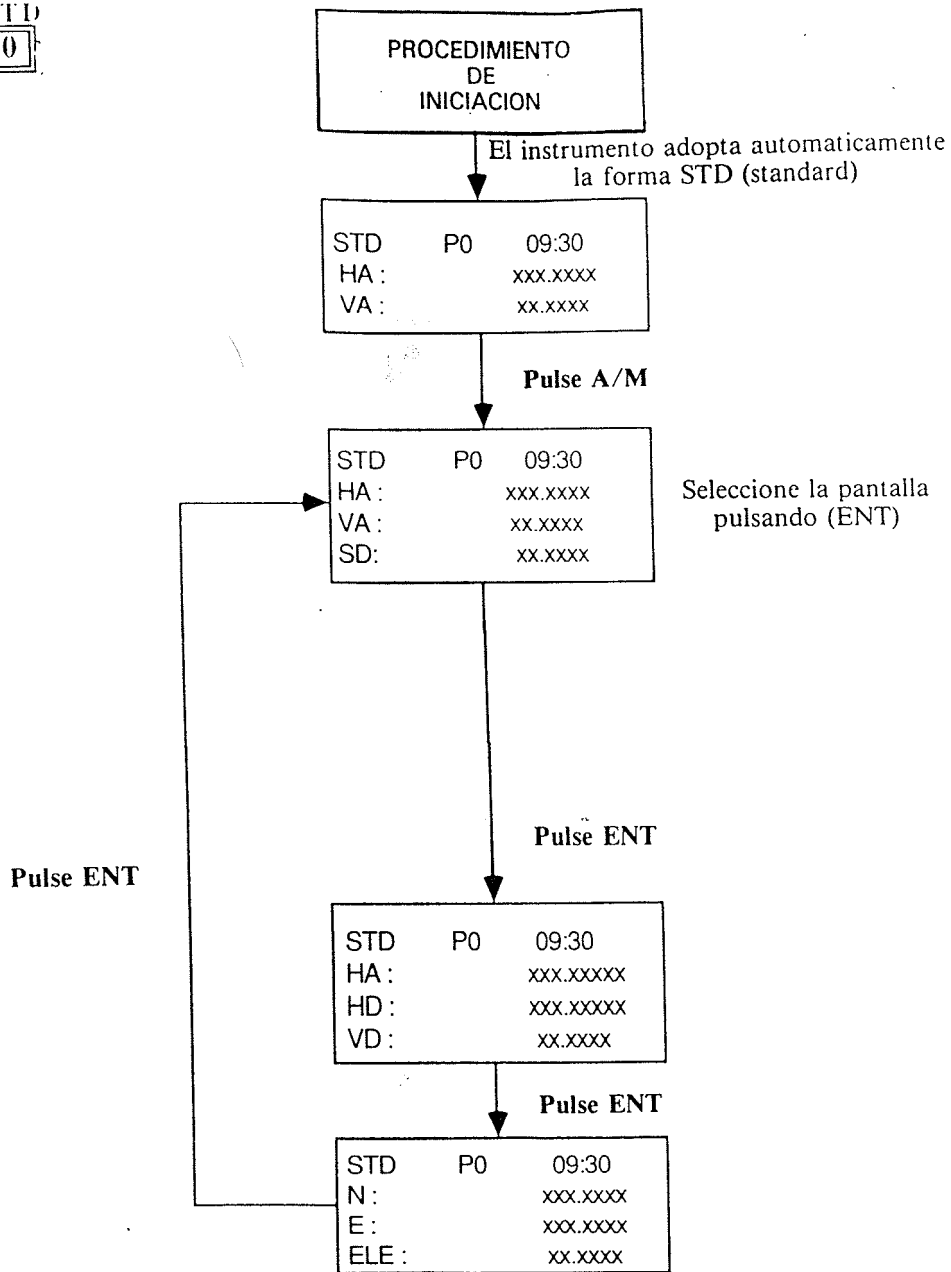 0
PROCEDIMIENTO
DE
INICIACION
El instrumento adopta automaticamente
la forma STD (standard)
STD P0 09:30
HA : xxx.xxxx
VA : xx.xxxx
Pulse A/M
STD P0 09:30
HA : xxx.xxxx
VA : xx.xxxx
SD: xx.xxxx
Seleccione la pantalla
pulsando (ENT)
Pulse ENT
Pulse ENT
STD P0 09:30
HA : xxx.xxxxx
HD : xxx.xxxxx
VD : xx.xxxx
Pulse ENT
STD P0 09:30
N : xxx.xxxx
E : xxx.xxxx
ELE : xx.xxxx